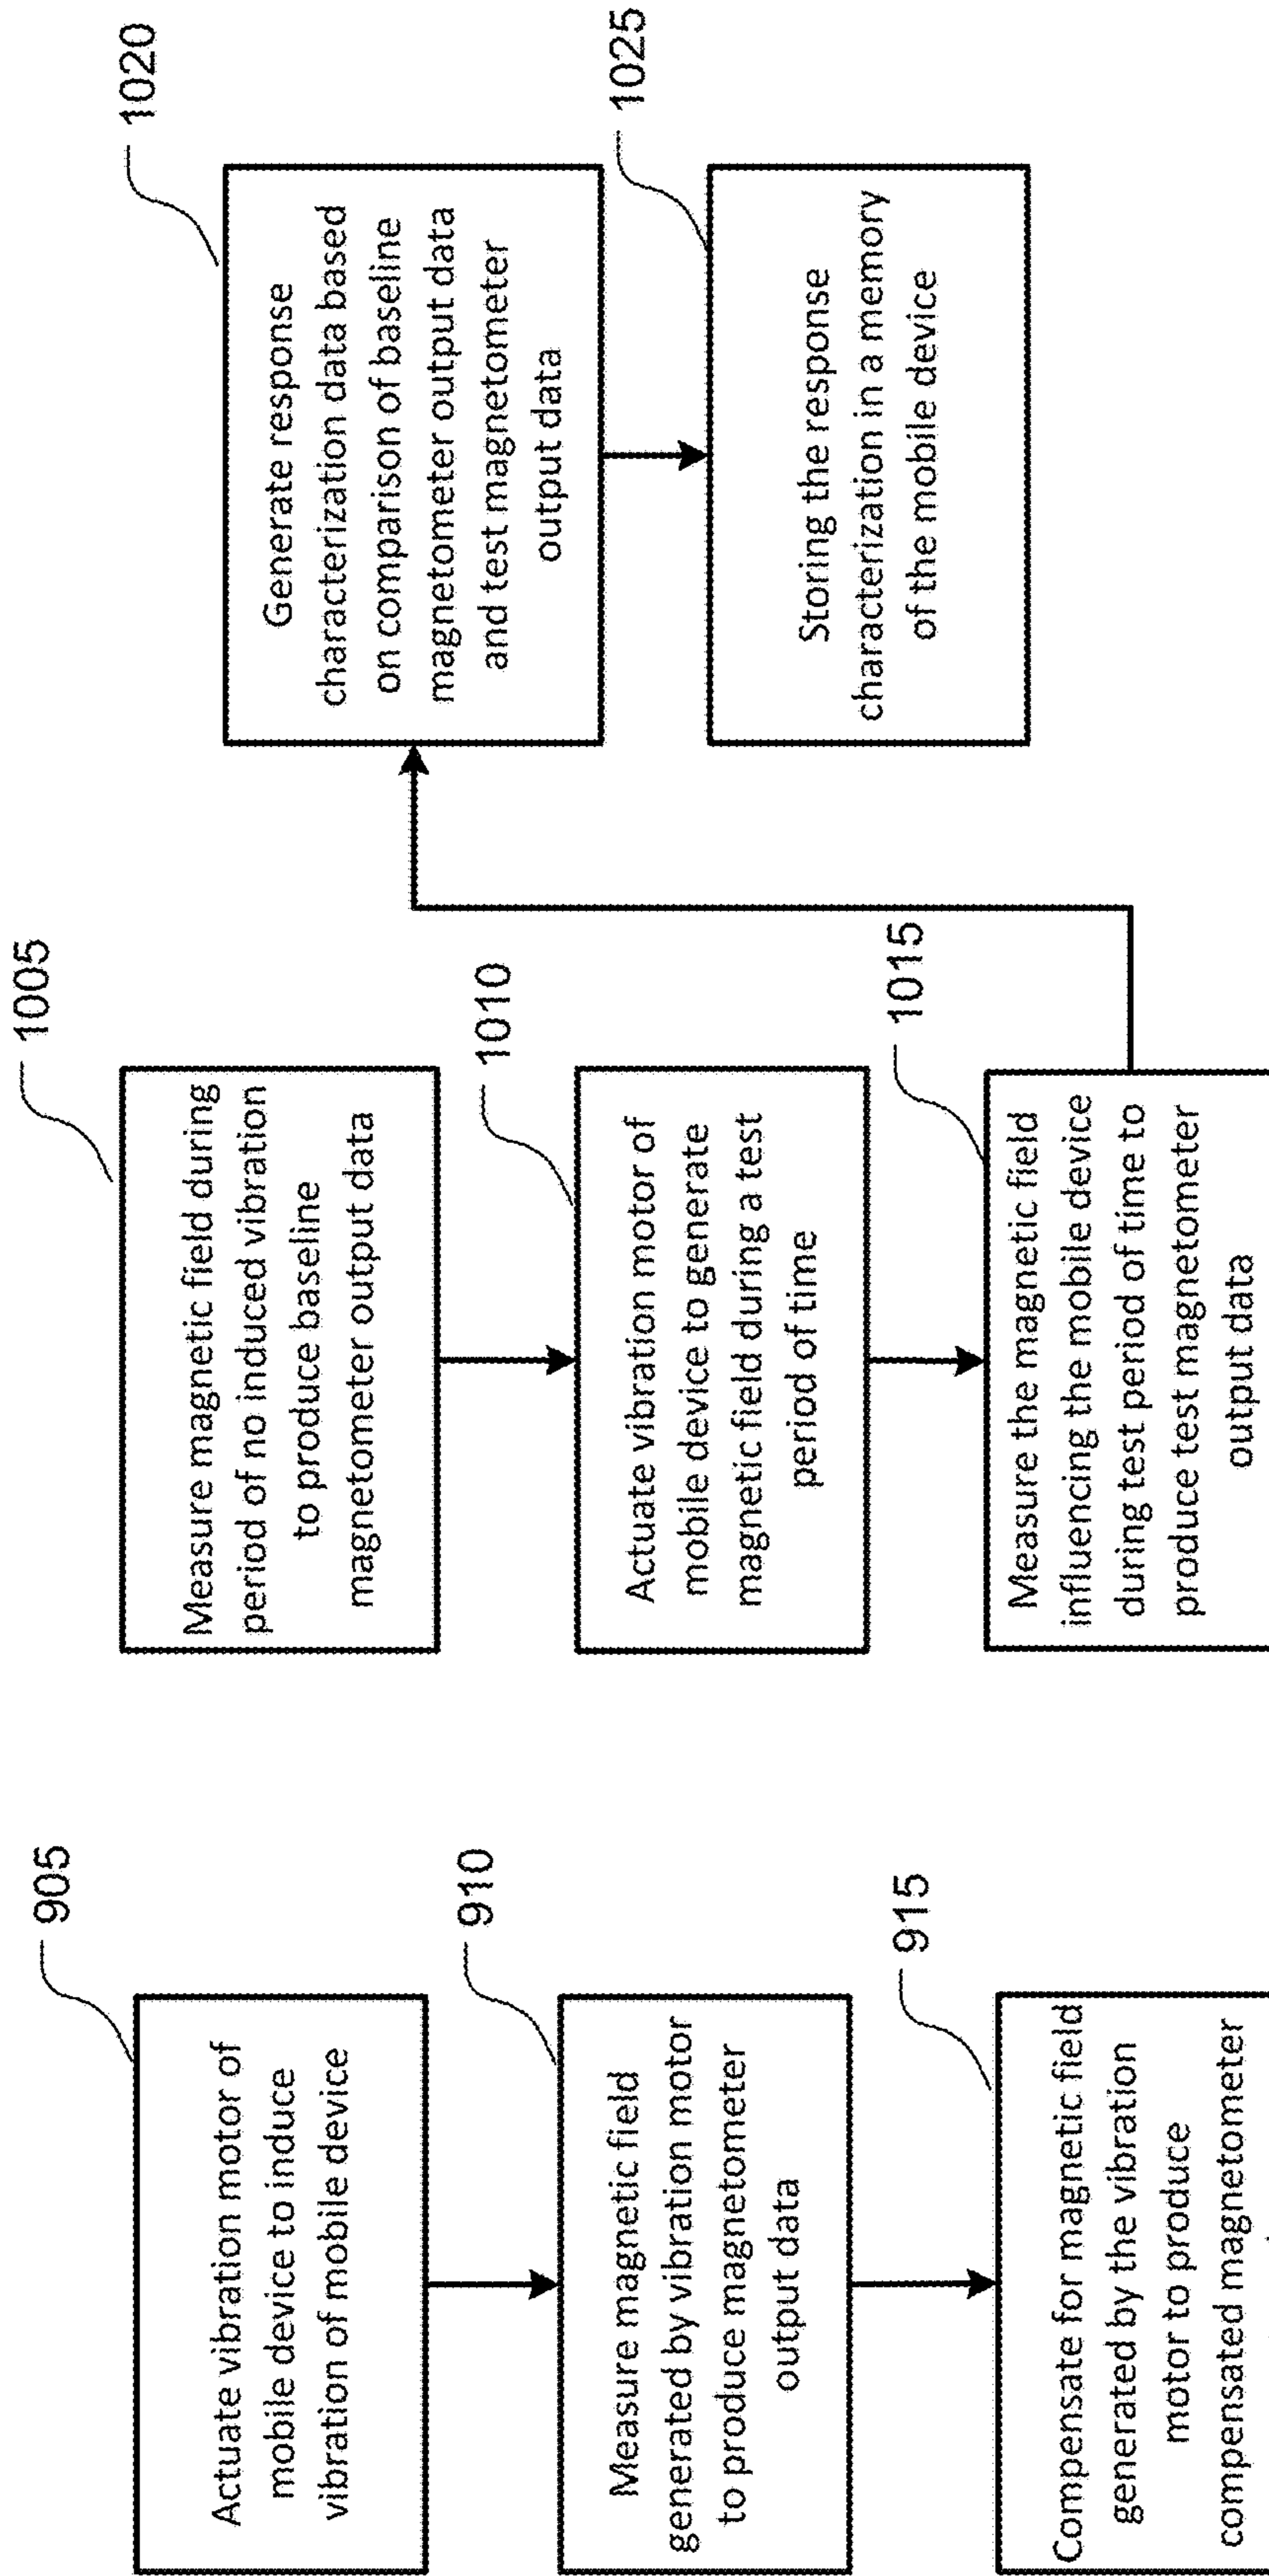 905
Actuate vibration motor of
mobile device to induce
vibration of mobile device
910
Measure magnetic field
generated by vibration motor
to produce magnetometer
output data
915
Compensate for magnetic field
generated by the vibration
motor to produce
compensated magnetometer
1005
Measure magnetic field during
period of no induced vibration
to produce baseline
magnetometer output data
1010
Actuate vibration motor of
mobile device to generate
magnetic field during a test
period of time
1015
Measure the magnetic field
influencing the mobile device
during test period of time to
produce test magnetometer
output data
1020
Generate response
characterization data based
on comparison of baseline
magnetometer output data
and test magnetometer
output data
1025
Storing the response
characterization in a memory
of the mobile device